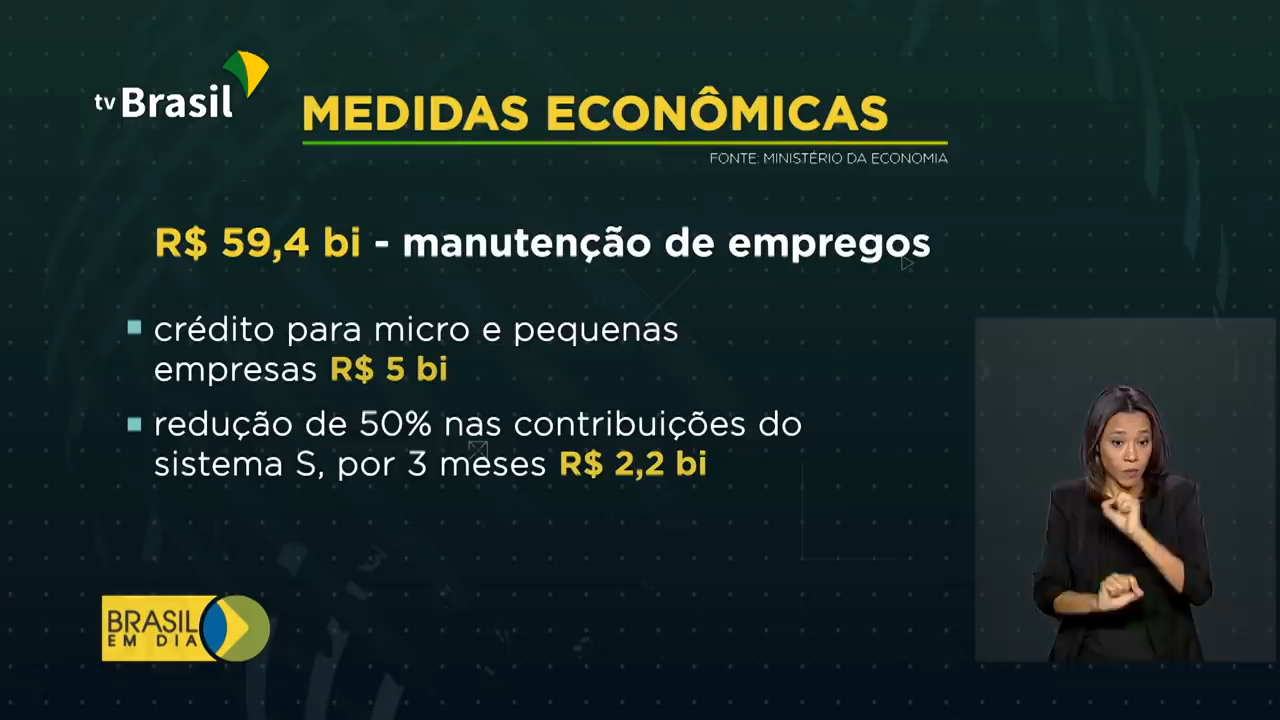 tv Brasil
MEDIDAS ECONÔMICAS
FONTE: MINISTÉRIO DA ECONOMIA
R$ 59,4 bi - manutenção de empregos
crédito para micro e pequenas
empresas R$ 5 bi
redução de 50% nas contribuições do
sistema S, por 3 meses R$ 2,2 bi
BRASIL
EM DIA